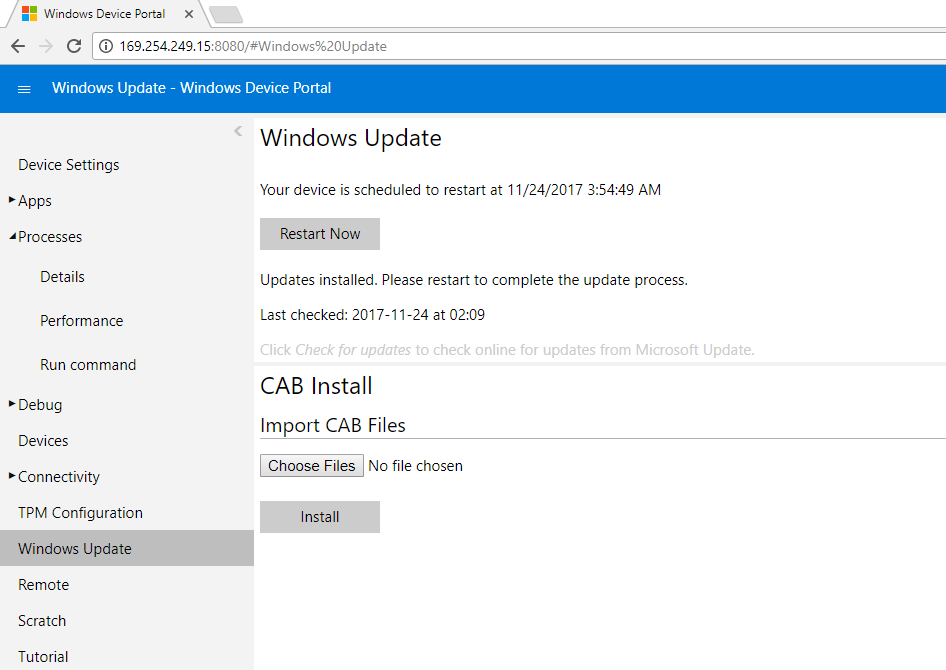 Windows Device Portal
169.254.249.15:8080/#Windows%20Update
Windows Update - Windows Device Portal
Device Settings
Apps
Processes
Details
Performance
Run command
Debug
Devices
Connectivity
TPM Configuration
Windows Update
Remote
Scratch
Tutorial
Windows Update
Your device is scheduled to restart at 11/24/2017 3:54:49 AM
Restart Now
Updates installed. Please restart to complete the update process.
Last checked: 2017-11-24 at 02:09
Click Check for updates to check online for updates from Microsoft Update.
CAB Install
Import CAB Files
Choose Files No file chosen
Install